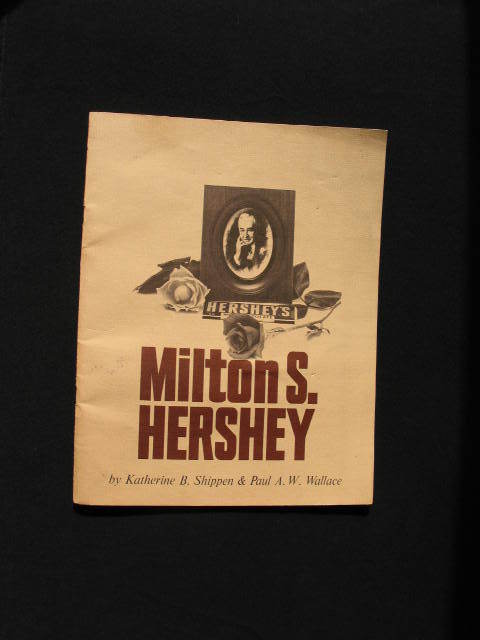 HERSHEY'S
Milton S.
HERSHEY
by Katherine B. Shippen & Paul A. W. Wallace